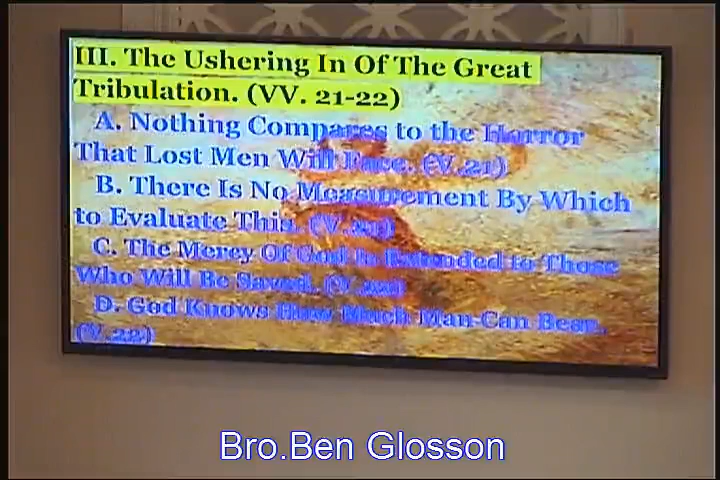 III. The Ushering In Of The Great
Tribulation. (VV. 21-22)
A. Nothing Compares to the Horror
That Lost Men Will Face. (V.21)
B. There Is No Measurement By Which
to Evaluate This. (V.21)
C. The Mercy Of God Is Extended to Those
Who Will Be Saved. (V.22)
D. God Knows How Much Man Can Bear.
(V.22)
Bro.Ben Glosson